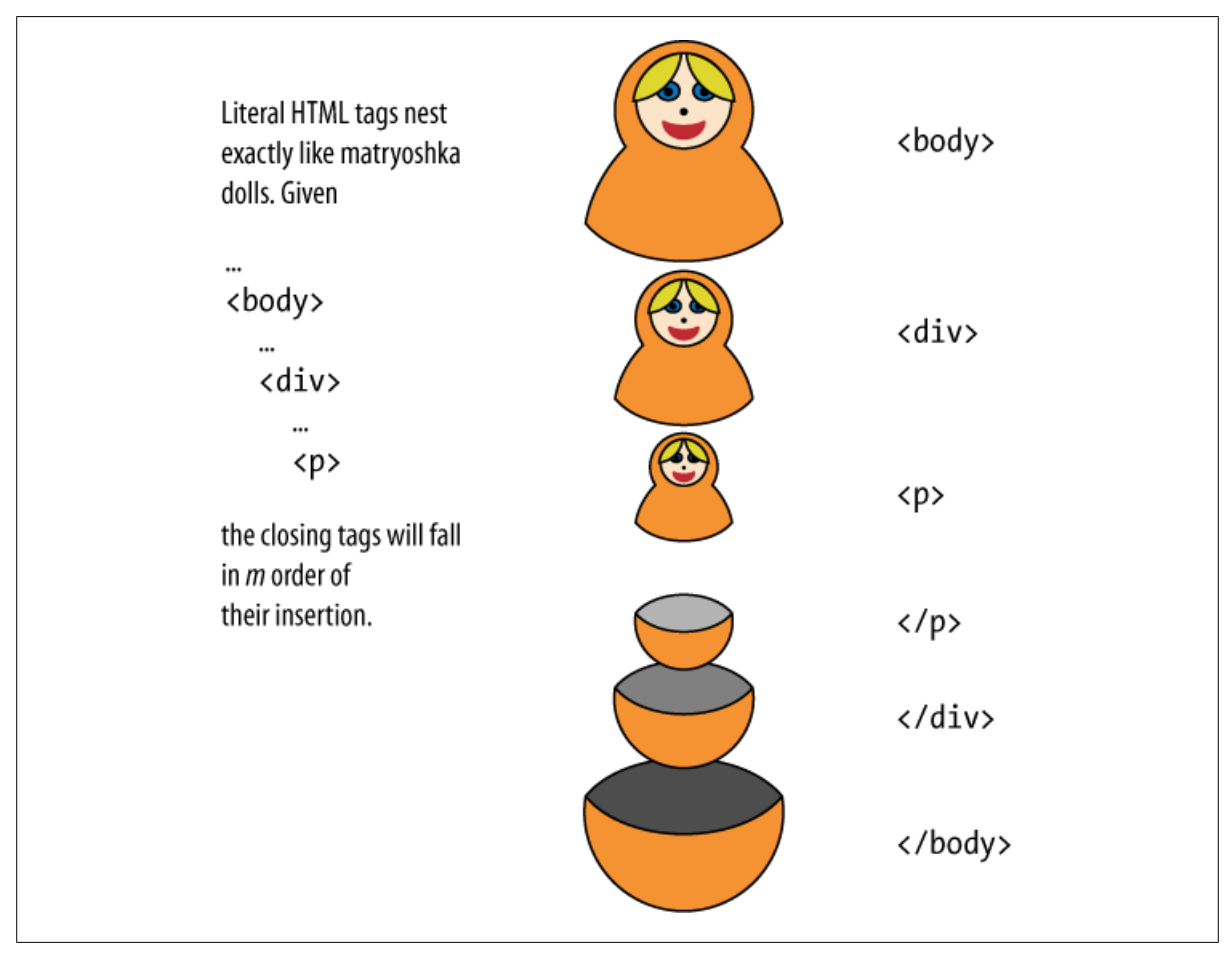 Literal HTML tags nest
exactly like matryoshka
dolls. Given
…
<body>
…
<div>
…
<p>
the closing tags will fall
in m order of
their insertion.
<body>
<div>
<p>
</p>
</div>
</body>